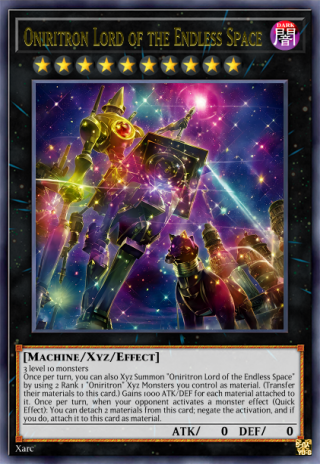 Oniritron Lord of the Endless Space
DARK
闇
[Machine/Xyz/Effect]
3 level 10 monsters
Once per turn, you can also Xyz Summon "Oniritron Lord of the Endless Space"
by using 2 Rank 1 "Oniritron" Xyz Monsters you control as material. (Transfer
their materials to this card.) Gains 1000 ATK/DEF for each material attached to
it. Once per turn, when your opponent activates a monster effect (Quick
Effect): You can detach 2 materials from this card; negate the activation, and if
you do, attach it to this card as material.
ATK/ 0 DEF/ 0
Xarc